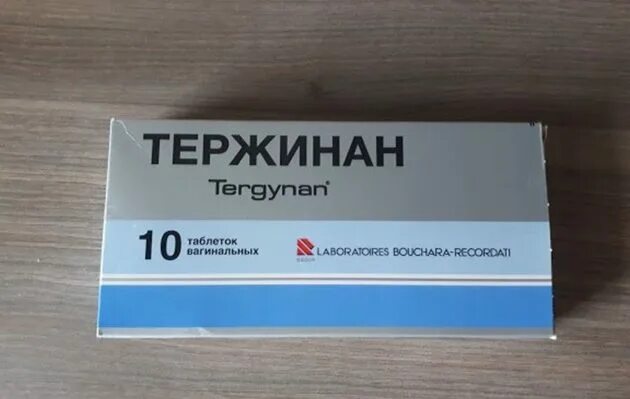 ТЕРЖИНАН
Tergynan®
10 таблеток
вагинальных
LABORATOIRES BOUCHARA-RECORDATI